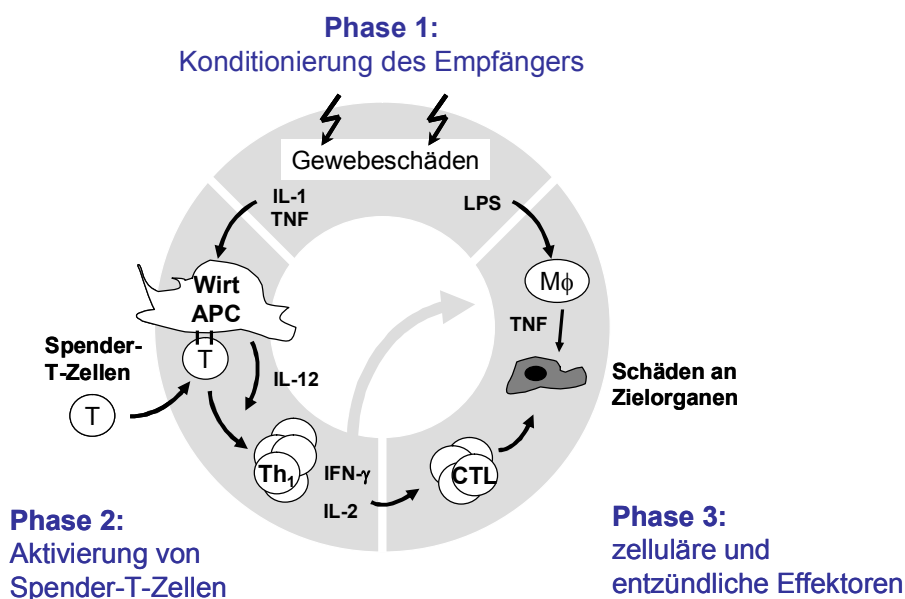 Phase 1:
Konditionierung des Empfängers
Gewebeschäden
IL-1
TNF
LPS
Wirt
APC
Mϕ
TNF
Spender-
T-Zellen
T
T
IL-12
Schäden an
Zielorganen
Th₁
IFN-γ
IL-2
CTL
Phase 2:
Aktivierung von
Spender-T-Zellen
Phase 3:
zelluläre und
entzündliche Effektoren